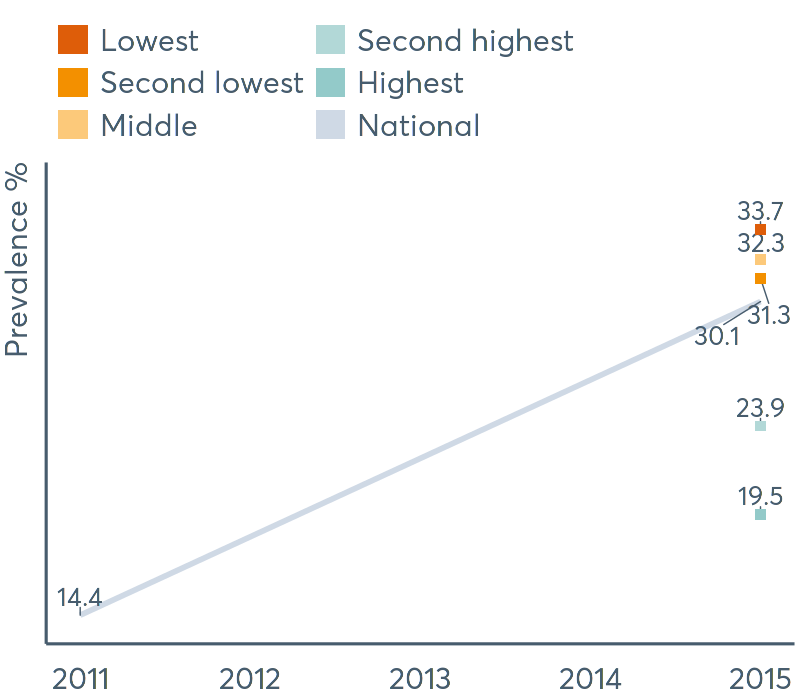 Lowest
Second lowest
Middle
Second highest
Highest
National
Prevalence %
33.7
32.3
31.3
30.1
23.9
19.5
14.4
2011 2012 2013 2014 2015